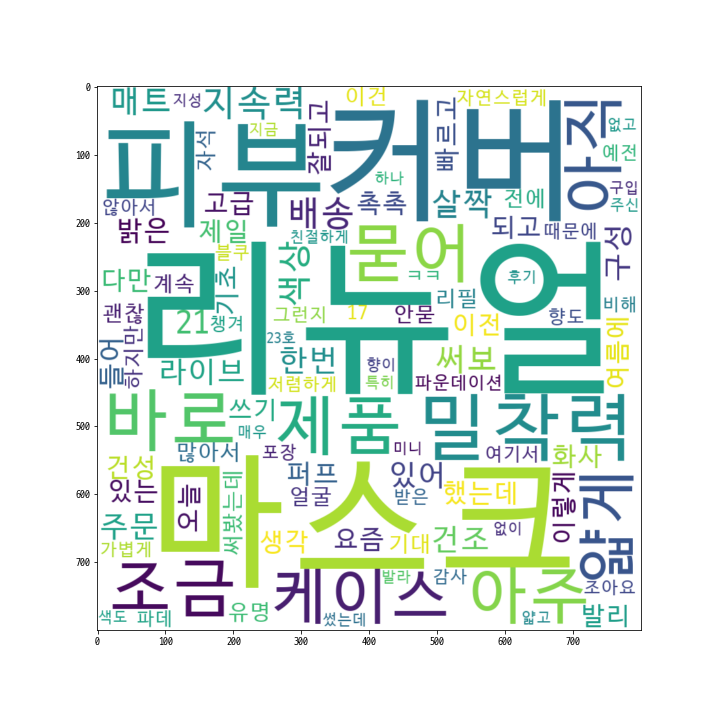 0
매트 지성 지속력 이건 자연스럽게
피부 커버 아직
자석 지금 잘되고 빠르고 없고
100
예전
하나
않아서 고급 배송 촉촉 살짝 전에 구입
주신
200
밝은 제일 친절하게 되고 때문에 구성
블쿠 색상 묻어
다만 계속 기초 ㅋㅋ 후기
리뉴얼
300
괜찮 21 챙겨 그런지 17 안묻 리필 이전 향도 비해
23호
하지만 들어 여름에
400
라이브 한번 향이 써보
저렴하게 특히 파운데이션
바로 쓰기 제품 밀착력
매우
500
많아서 포장 미니 여기서 화사
건성 퍼프 있어
마스크
있는 오늘 써봤는데 얼굴 받은 했는데 이렇게 얇게
600
주문 생각 요즘 기대 건조 없이
가볍게
700
조금 케이스 발라 감사 아주 조아요
색도 파데 유명 썼는데 얇고 발리
0 100 200 300 400 500 600 700